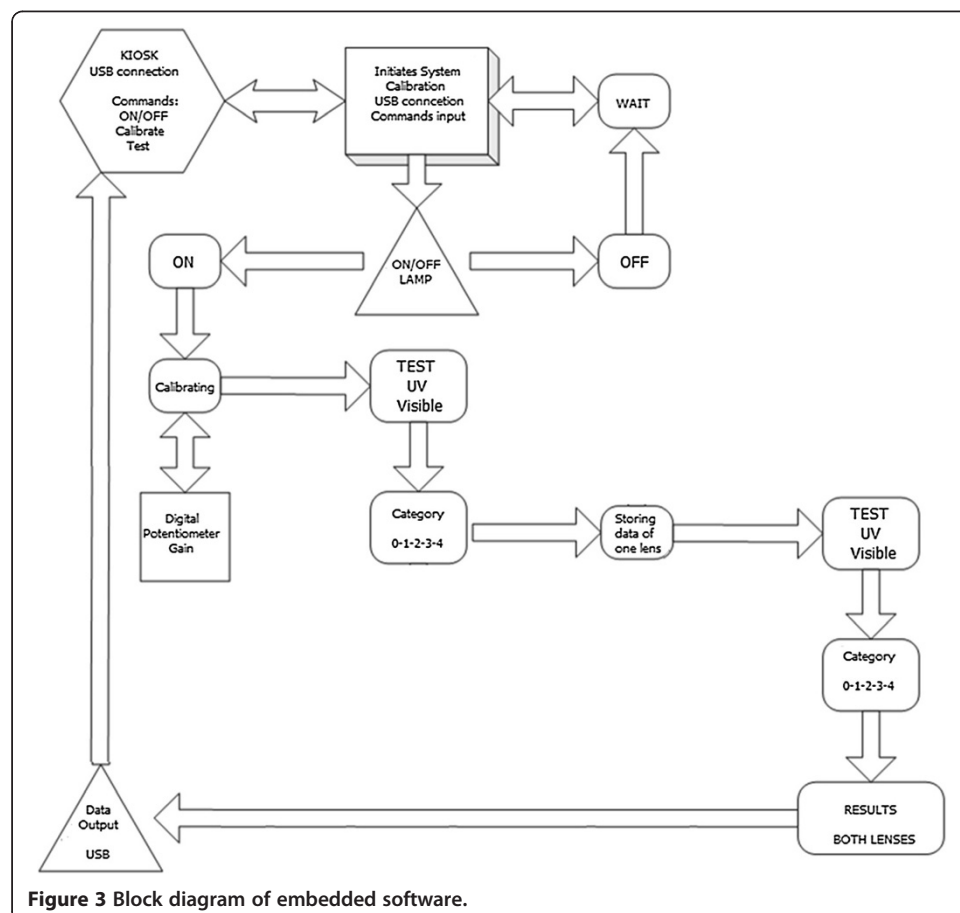 KIOSK
USB connection
Commands:
ON/OFF
Calibrate
Test
Initiates System
Calibration
USB conncetion
Commands input
WAIT
ON
ON/OFF
LAMP
OFF
Calibrating
TEST
UV
Visible
Digital
Potentiometer
Gain
Category
0-1-2-3-4
Storing
data of
one lens
TEST
UV
Visible
Category
0-1-2-3-4
Data
Output
USB
RESULTS
BOTH LENSES
Figure 3 Block diagram of embedded software.